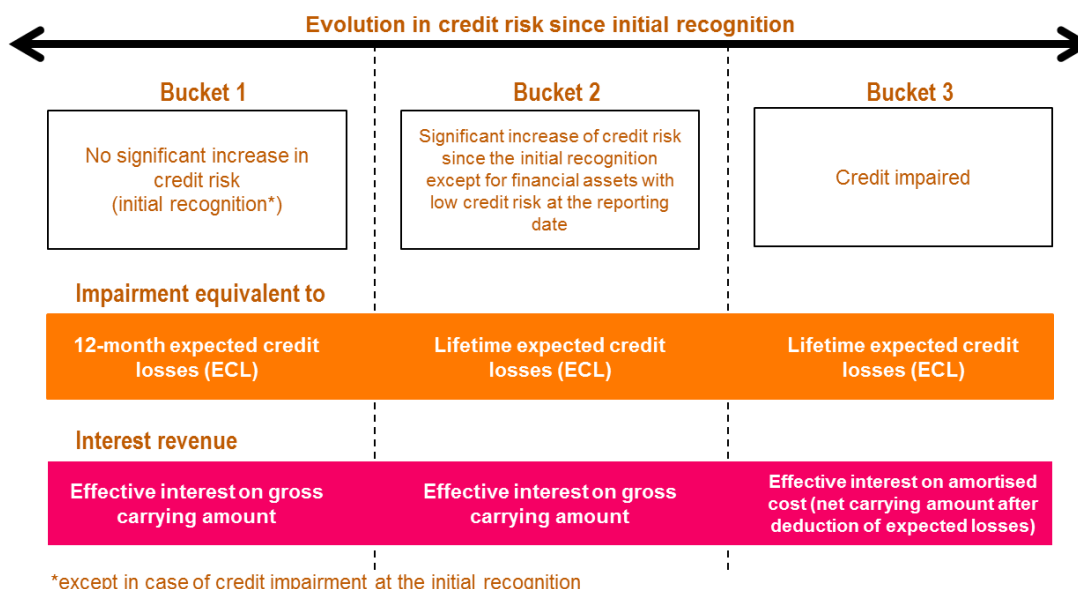 Evolution in credit risk since initial recognition
Bucket 1
Bucket 2
Bucket 3
No significant increase in
credit risk
(initial recognition*)
Significant increase of credit risk
since the initial recognition
except for financial assets with
low credit risk at the reporting
date
Credit impaired
Impairment equivalent to
12-month expected credit
losses (ECL)
Lifetime expected credit
losses (ECL)
Lifetime expected credit
losses (ECL)
Interest revenue
Effective interest on gross
carrying amount
Effective interest on gross
carrying amount
Effective interest on amortised
cost (net carrying amount after
deduction of expected losses)
*except in case of credit impairment at the initial recognition